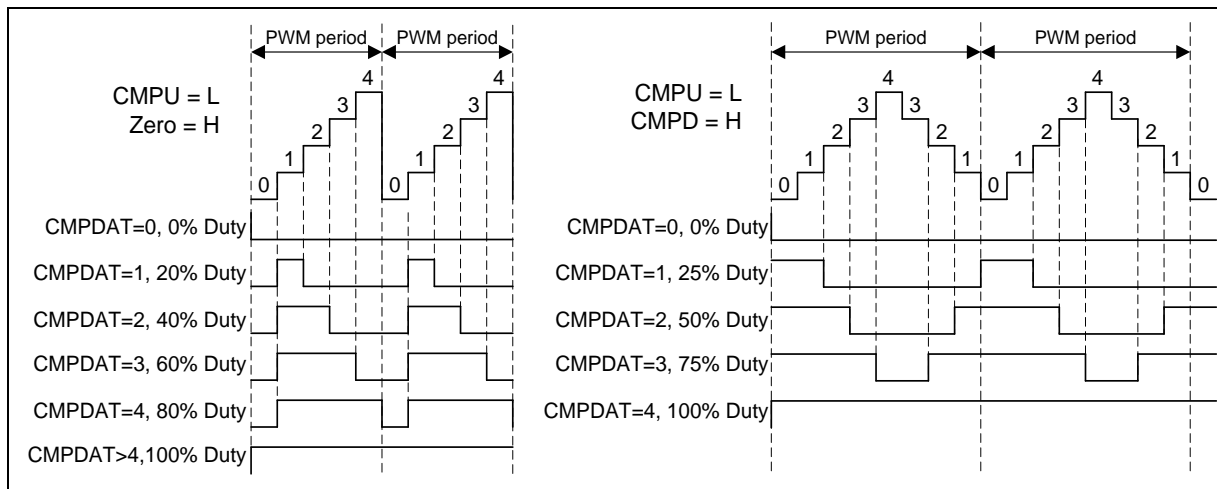 PWM period PWM period
CMPU = L
Zero = H
0 1 2 3 4 0 1 2 3 4
CMPDAT=0, 0% Duty
CMPDAT=1, 20% Duty
CMPDAT=2, 40% Duty
CMPDAT=3, 60% Duty
CMPDAT=4, 80% Duty
CMPDAT>4,100% Duty
PWM period PWM period
CMPU = L
CMPD = H
0 1 2 3 4 3 2 1 0 1 2 3 4 3 2 1 0
CMPDAT=0, 0% Duty
CMPDAT=1, 25% Duty
CMPDAT=2, 50% Duty
CMPDAT=3, 75% Duty
CMPDAT=4, 100% Duty